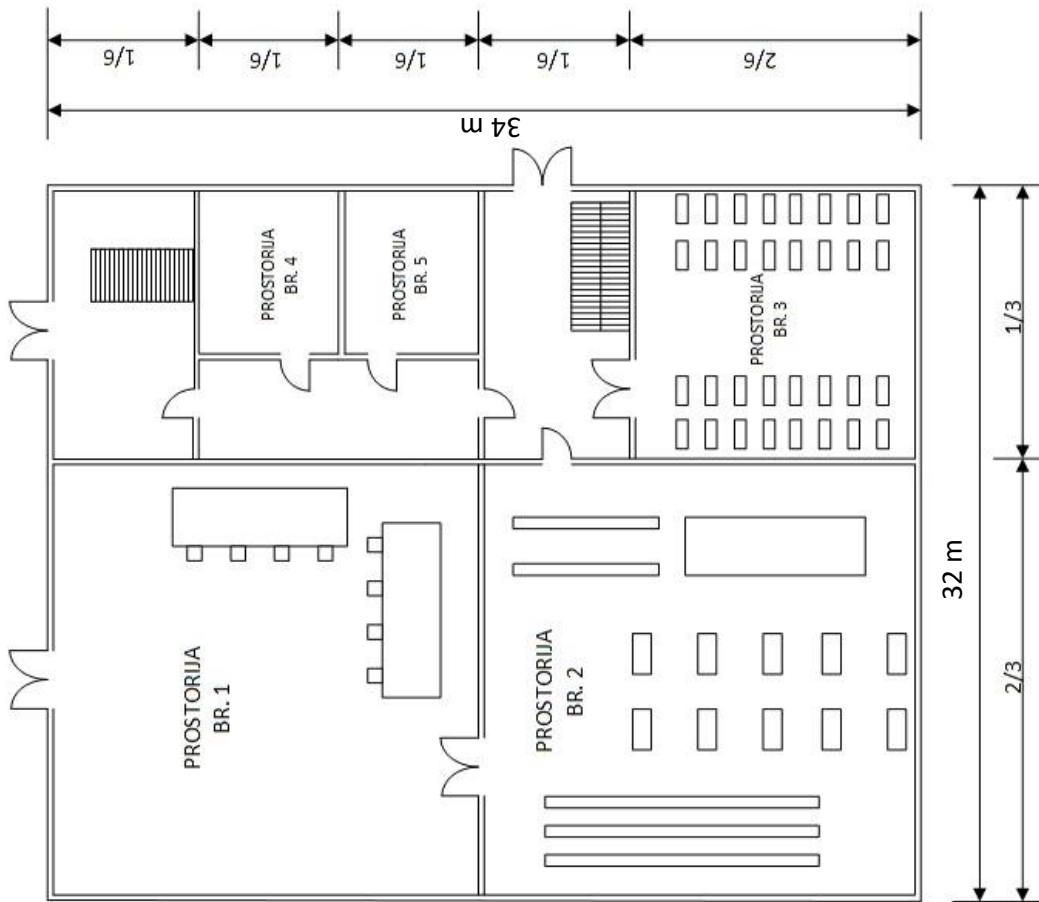 1/6
1/6
1/6
1/6
2/6
34 m
PROSTORIJA
BR. 4
PROSTORIJA
BR. 5
PROSTORIJA
BR. 3
1/3
PROSTORIJA
BR. 1
PROSTORIJA
BR. 2
32 m
2/3